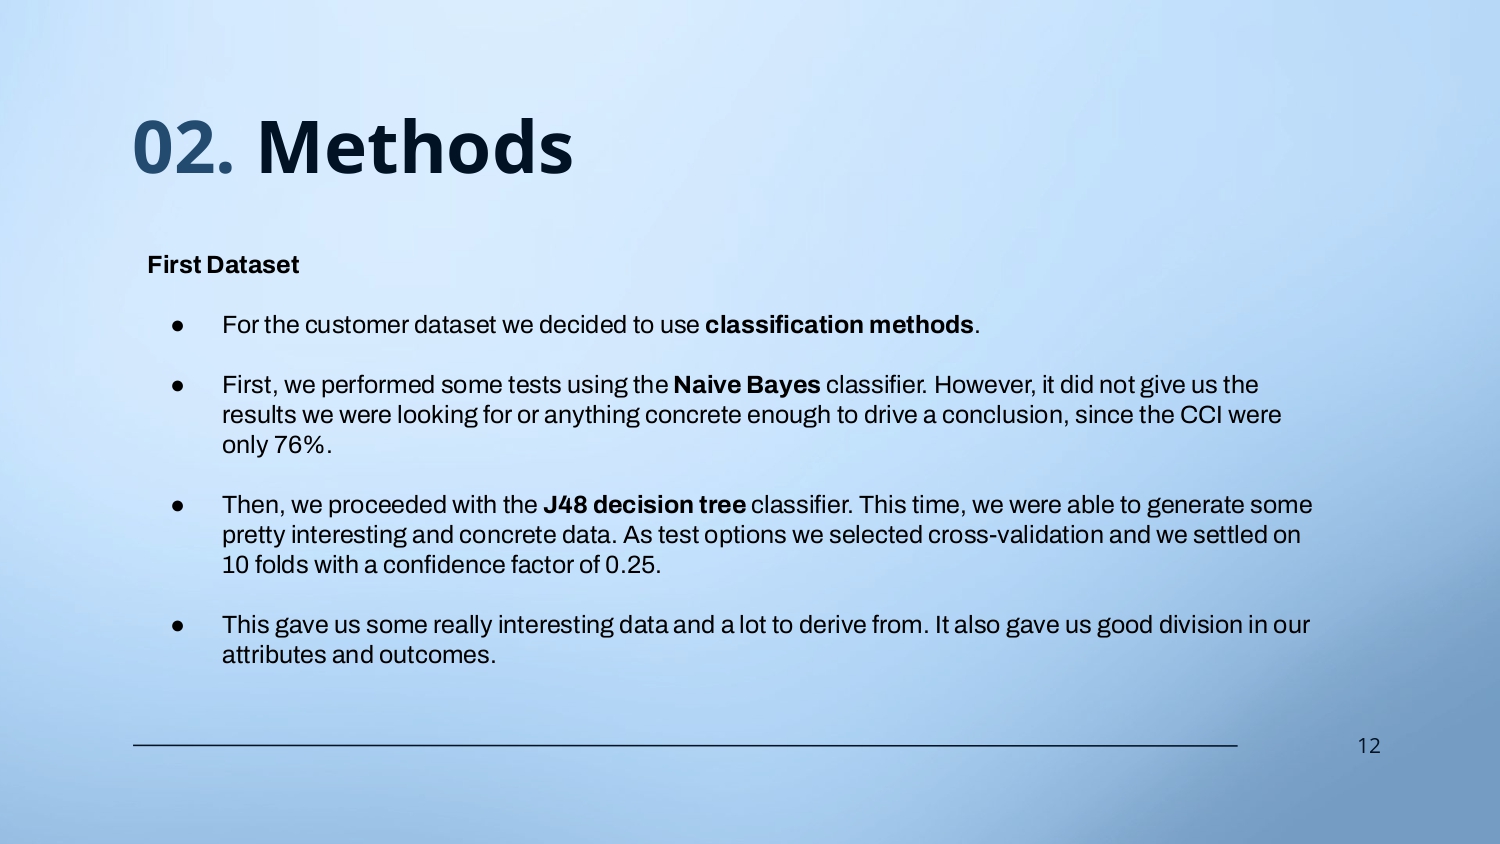 02. Methods
First Dataset
● For the customer dataset we decided to use classification methods.
● First, we performed some tests using the Naive Bayes classifier. However, it did not give us the
results we were looking for or anything concrete enough to drive a conclusion, since the CCI were
only 76%.
● Then, we proceeded with the J48 decision tree classifier. This time, we were able to generate some
pretty interesting and concrete data. As test options we selected cross-validation and we settled on
10 folds with a confidence factor of 0.25.
● This gave us some really interesting data and a lot to derive from. It also gave us good division in our
attributes and outcomes.
12